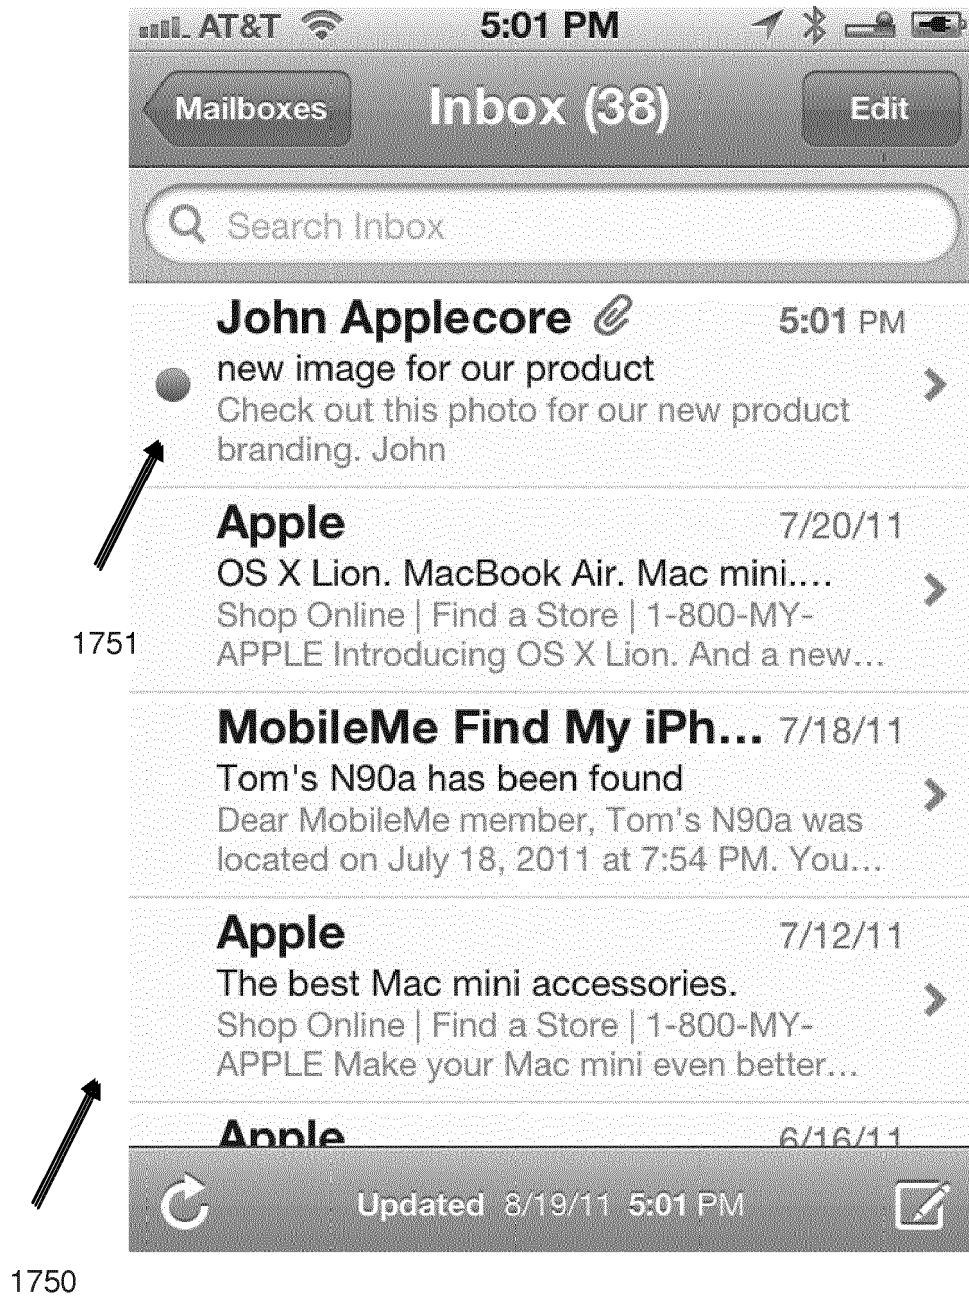 AT&T 5:01 PM
Mailboxes Inbox (38) Edit
Search Inbox
John Applecore 5:01 PM
new image for our product
Check out this photo for our new product
branding. John
Apple 7/20/11
OS X Lion. MacBook Air. Mac mini....
Shop Online | Find a Store | 1-800-MY-
APPLE Introducing OS X Lion. And a new...
1751
MobileMe Find My iPh... 7/18/11
Tom's N90a has been found
Dear MobileMe member, Tom's N90a was
located on July 18, 2011 at 7:54 PM. You...
Apple 7/12/11
The best Mac mini accessories.
Shop Online | Find a Store | 1-800-MY-
APPLE Make your Mac mini even better...
Apple 6/16/11
Updated 8/19/11 5:01 PM
1750